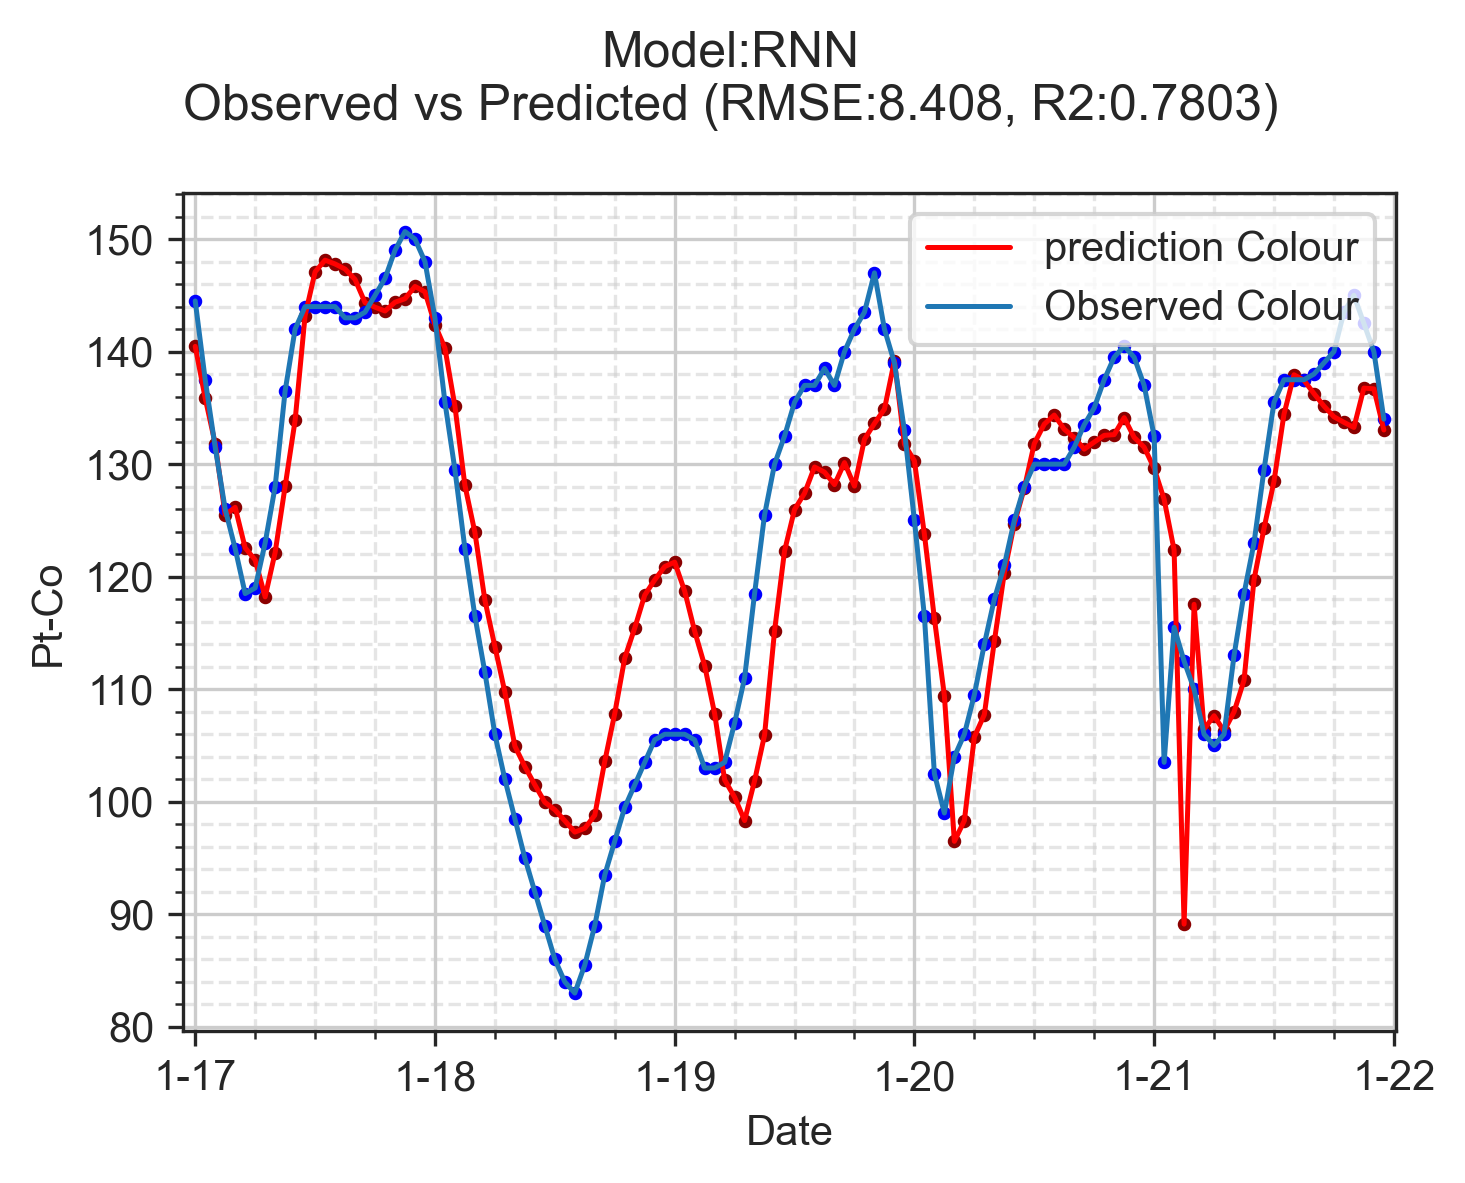 Model:RNN
Observed vs Predicted (RMSE:8.408, R2:0.7803)
prediction Colour
Observed Colour
150
140
130
120
110
100
90
80
Pt-Co
1-17 1-18 1-19 1-20 1-21 1-22
Date